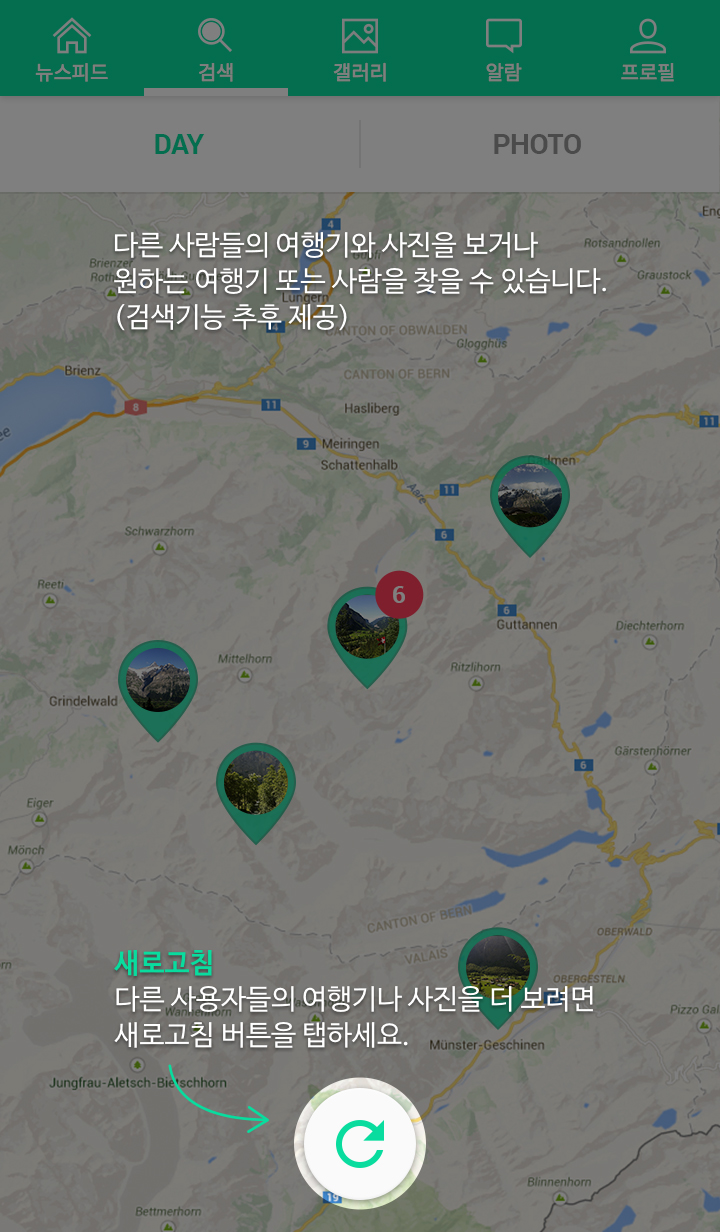 뉴스피드 검색 갤러리 알람 프로필
DAY PHOTO
다른 사람들의 여행기와 사진을 보거나
원하는 여행기 또는 사람을 찾을 수 있습니다.
(검색기능 추후 제공)
4
Rotsandnollen
Graustock
Lungern
CANTON OF OBWALDEN
Glogghus
Brienz
CANTON OF BERN
8
11
Hasliberg
11
9
Meiringen
Schattenhalb
Aare
11
6
Schwarzhorn
Reeti
6
6
Guttannen
Diechterhorn
Mittelhorn
Ritzlihorn
Grindelwald
Gärstenhörner
6
Eiger
Mönch
CANTON OF BERN
VALAIS
OBERWALD
OBERGESTELN
새로고침
다른 사용자들의 여행기나 사진을 더 보려면
새로고침 버튼을 탭하세요.
Münster-Geschinen
Jungfrau-Aletsch-Bietschhorn
19
Blinnenhorn
Bettmerhorn